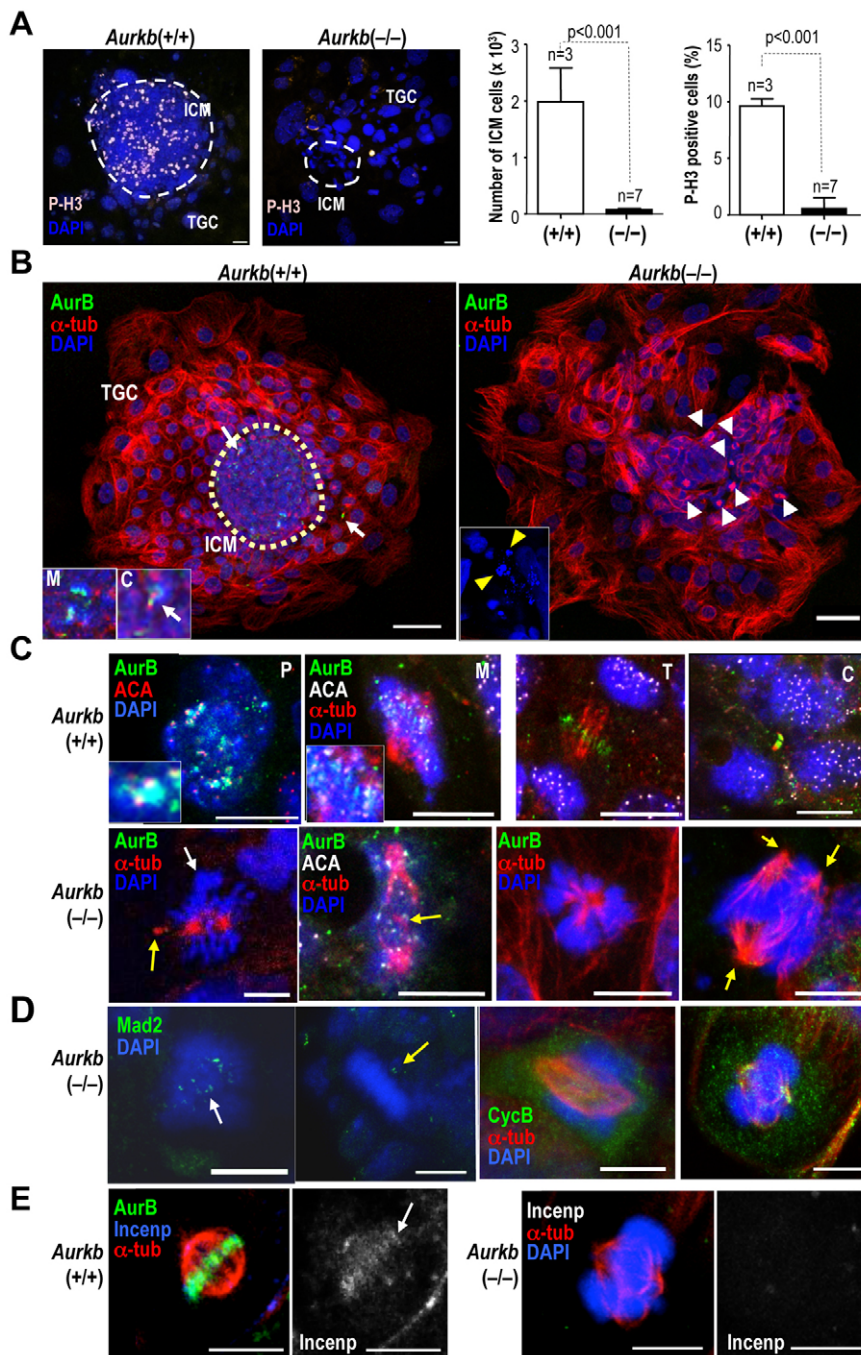 A
Aurkb(+/+)
Aurkb(−/−)
ICM
P-H3
DAPI
TGC
TGC
P-H3
ICM
DAPI
Number of ICM cells (x 10³)
3
2
1
0
p<0.001
n=3
n=7
(+/+) (−/−)
P-H3 positive cells (%)
15
10
5
0
p<0.001
n=3
n=7
(+/+) (−/−)
B
Aurkb(+/+)
Aurkb(−/−)
AurB
α-tub
DAPI
TGC
ICM
M
C
AurB
α-tub
DAPI
C
Aurkb
(+/+)
AurB
ACA
DAPI
P
AurB
ACA
α-tub
DAPI
M
T
C
Aurkb
(−/−)
AurB
α-tub
DAPI
AurB
ACA
α-tub
DAPI
AurB
α-tub
DAPI
D
Aurkb
(−/−)
Mad2
DAPI
CycB
α-tub
DAPI
E
Aurkb
(+/+)
AurB
Incenp
α-tub
Incenp
Aurkb
(−/−)
Incenp
α-tub
DAPI
Incenp